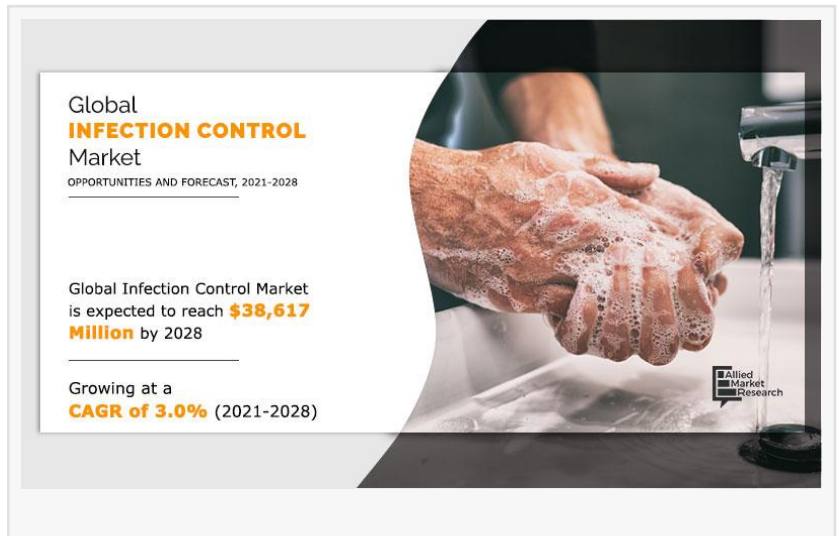 Global
INFECTION CONTROL
Market
OPPORTUNITIES AND FORECAST, 2021-2028
Global Infection Control Market
is expected to reach $38,617
Million by 2028
Growing at a
CAGR of 3.0% (2021-2028)
Allied
Market
Research